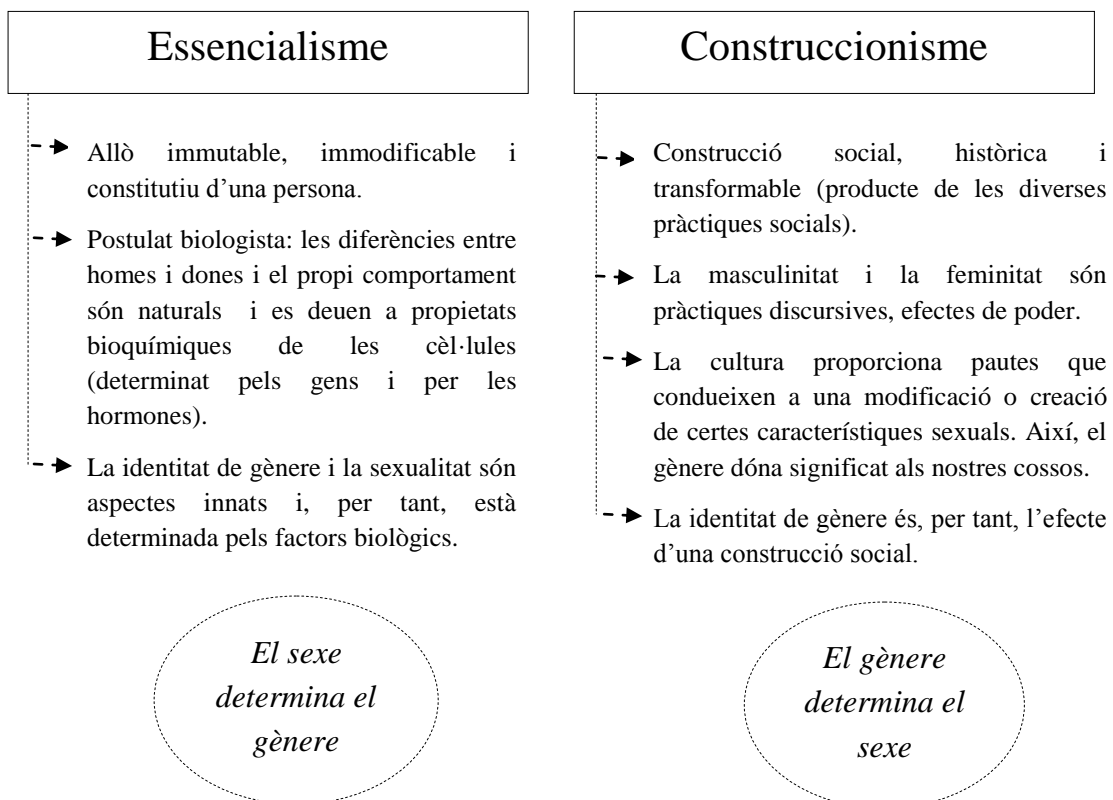 Essencialisme
Allò immutable, immodificable i
constitutiu d'una persona.
Postulat biologista: les diferències entre
homes i dones i el propi comportament
són naturals i es deuen a propietats
bioquímiques de les cèl·lules
(determinat pels gens i per les
hormones).
La identitat de gènere i la sexualitat són
aspectes innats i, per tant, està
determinada pels factors biològics.
El sexe
determina el
gènere
Construccionisme
Construcció social, històrica i
transformable (producte de les diverses
pràctiques socials).
La masculinitat i la feminitat són
pràctiques discursives, efectes de poder.
La cultura proporciona pautes que
condueixen a una modificació o creació
de certes característiques sexuals. Així, el
gènere dóna significat als nostres cossos.
La identitat de gènere és, per tant, l'efecte
d'una construcció social.
El gènere
determina el
sexe